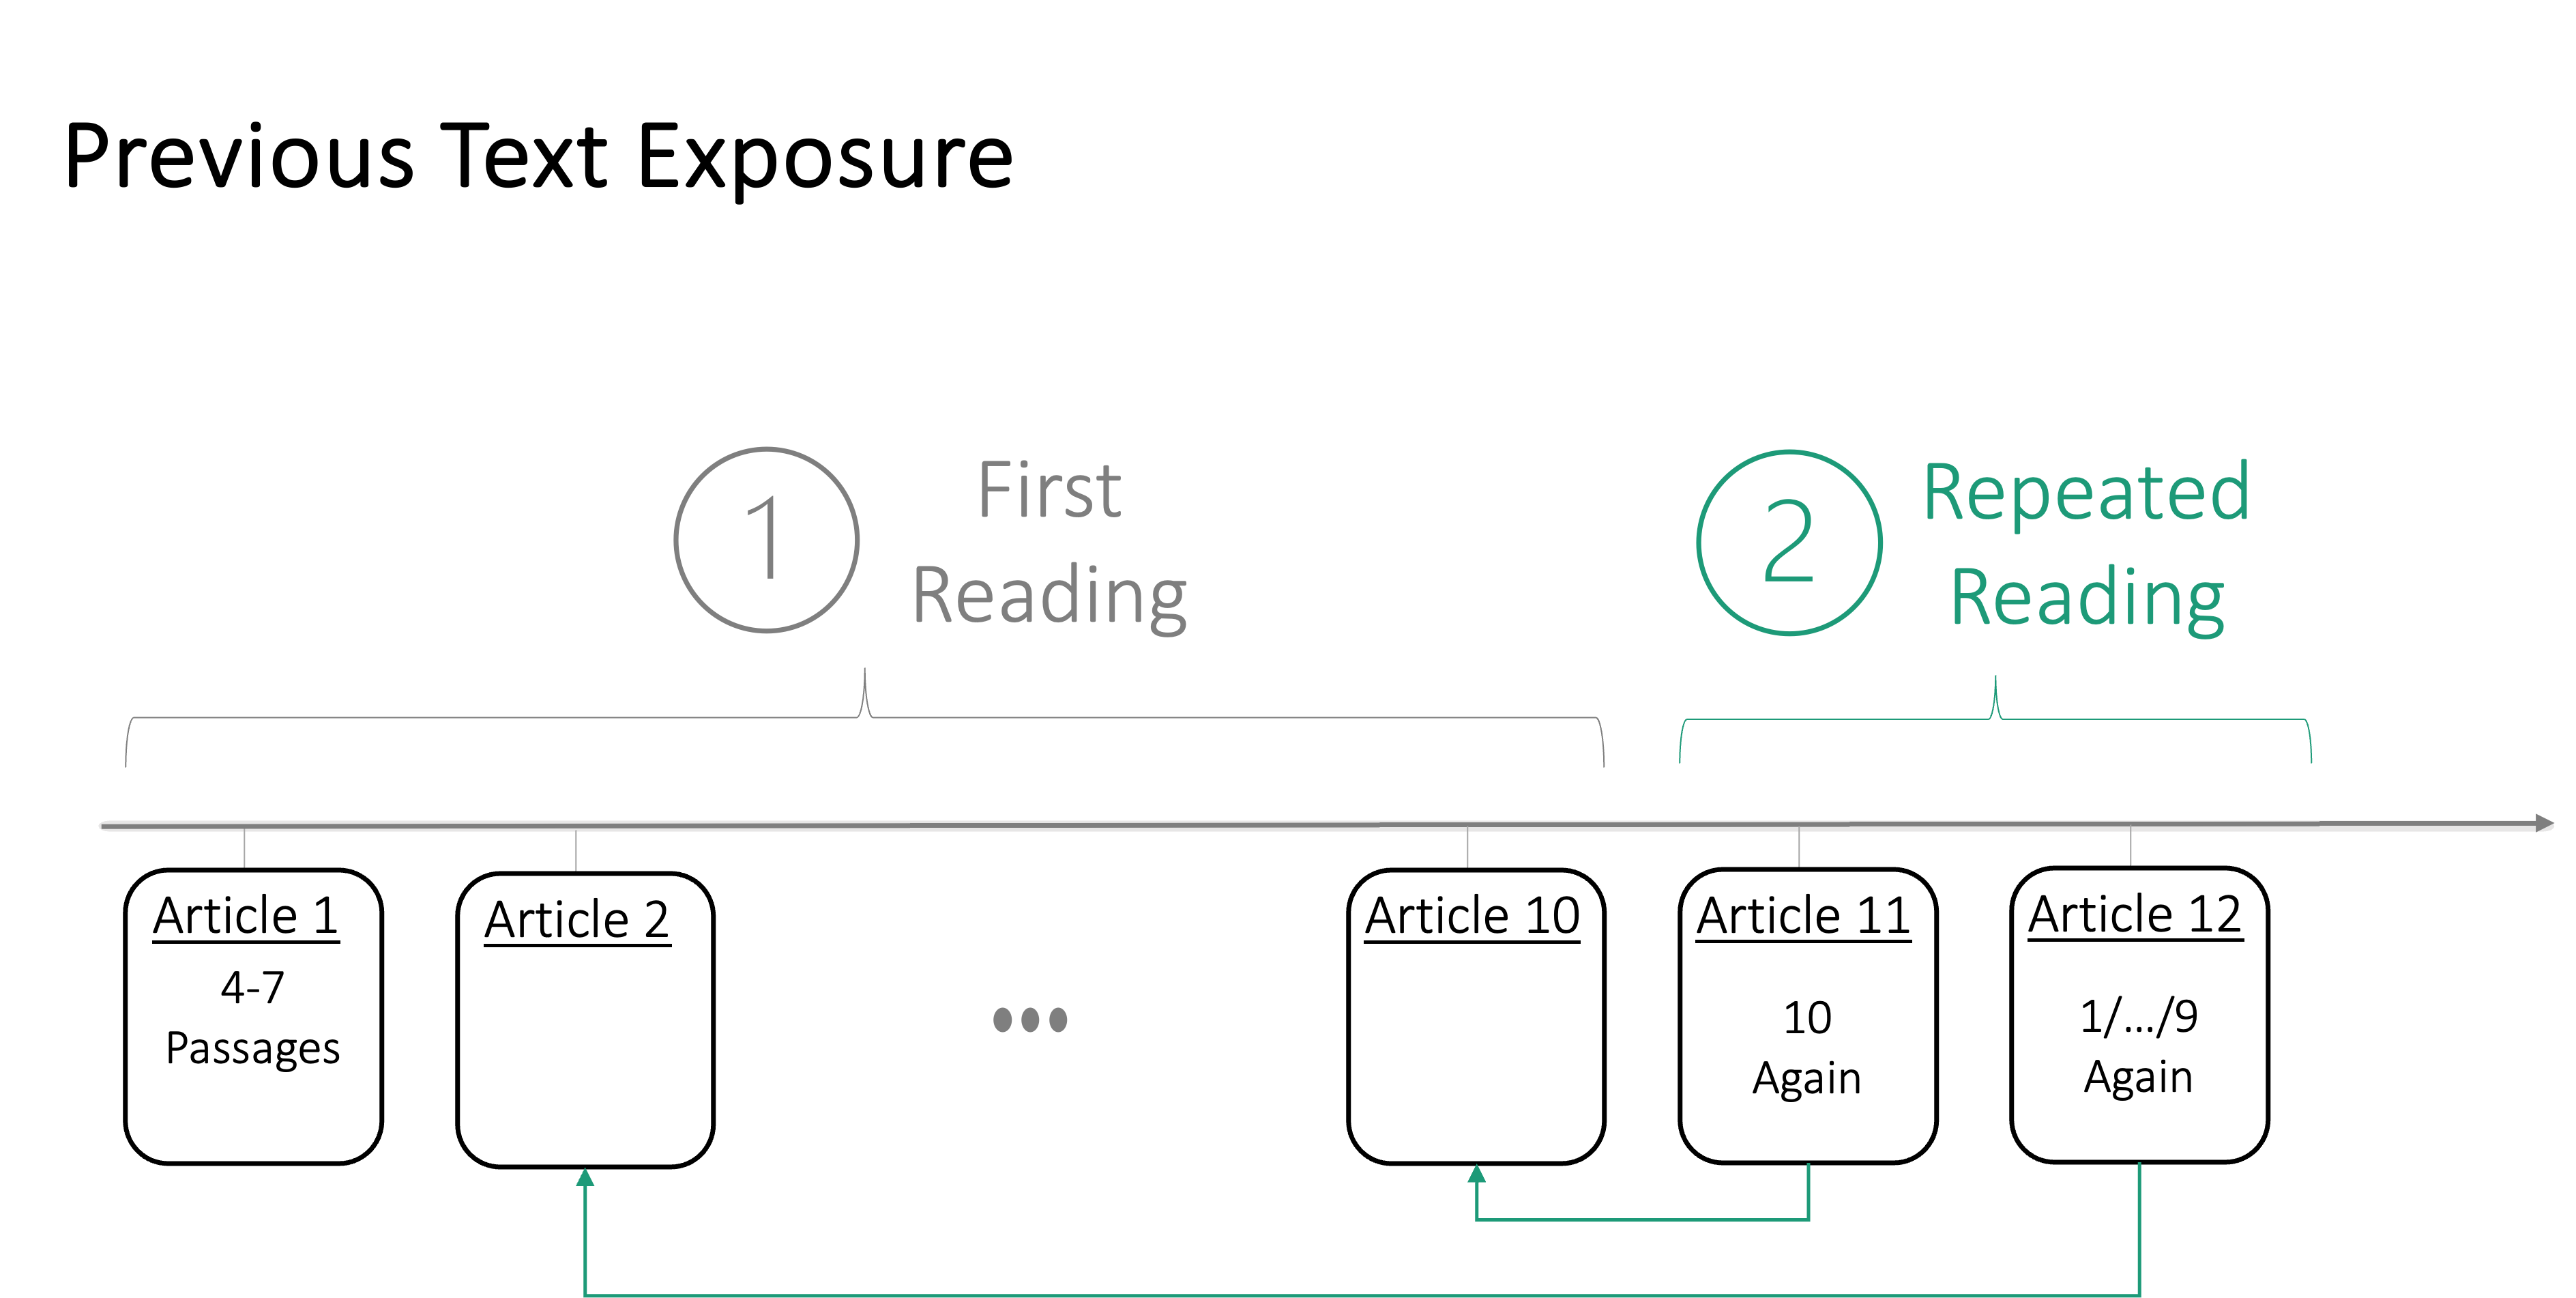 Previous Text Exposure
1
First
Reading
2
Repeated
Reading
Article 1
4-7
Passages
Article 2
•••
Article 10
Article 11
10
Again
Article 12
1/.../9
Again